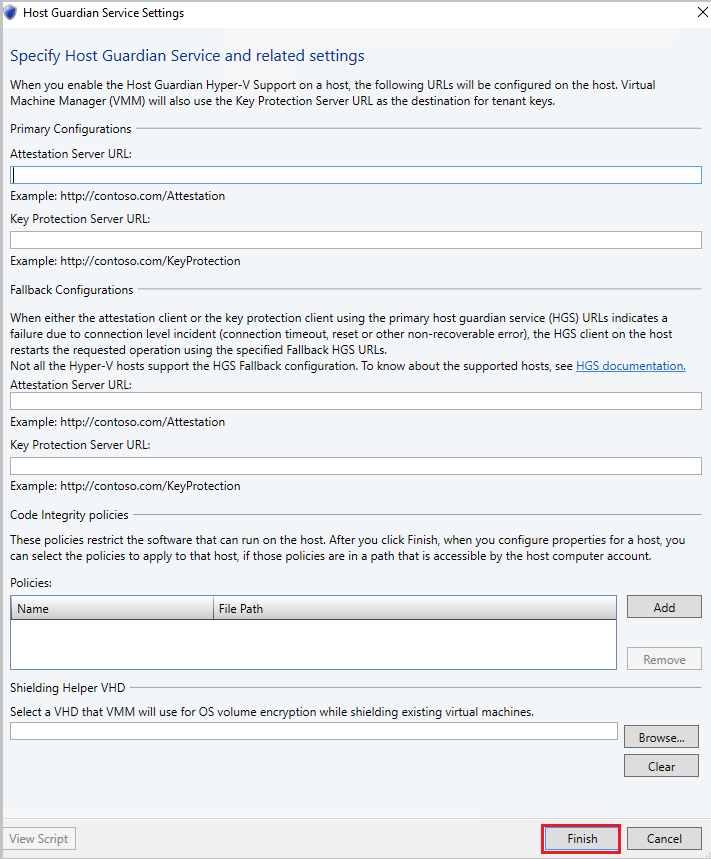 Host Guardian Service Settings
Specify Host Guardian Service and related settings
When you enable the Host Guardian Hyper-V Support on a host, the following URLs will be configured on the host. Virtual
Machine Manager (VMM) will also use the Key Protection Server URL as the destination for tenant keys.
Primary Configurations
Attestation Server URL:
Example: http://contoso.com/Attestation
Key Protection Server URL:
Example: http://contoso.com/KeyProtection
Fallback Configurations
When either the attestation client or the key protection client using the primary host guardian service (HGS) URLs indicates a
failure due to connection level incident (connection timeout, reset or other non-recoverable error), the HGS client on the host
restarts the requested operation using the specified Fallback HGS URLs.
Not all the Hyper-V hosts support the HGS Fallback configuration. To know about the supported hosts, see HGS documentation.
Attestation Server URL:
Example: http://contoso.com/Attestation
Key Protection Server URL:
Example: http://contoso.com/KeyProtection
Code Integrity policies
These policies restrict the software that can run on the host. After you click Finish, when you configure properties for a host, you
can select the policies to apply to that host, if those policies are in a path that is accessible by the host computer account.
Policies:
Name File Path
Add
Remove
Shielding Helper VHD
Select a VHD that VMM will use for OS volume encryption while shielding existing virtual machines.
Browse...
Clear
View Script Finish Cancel